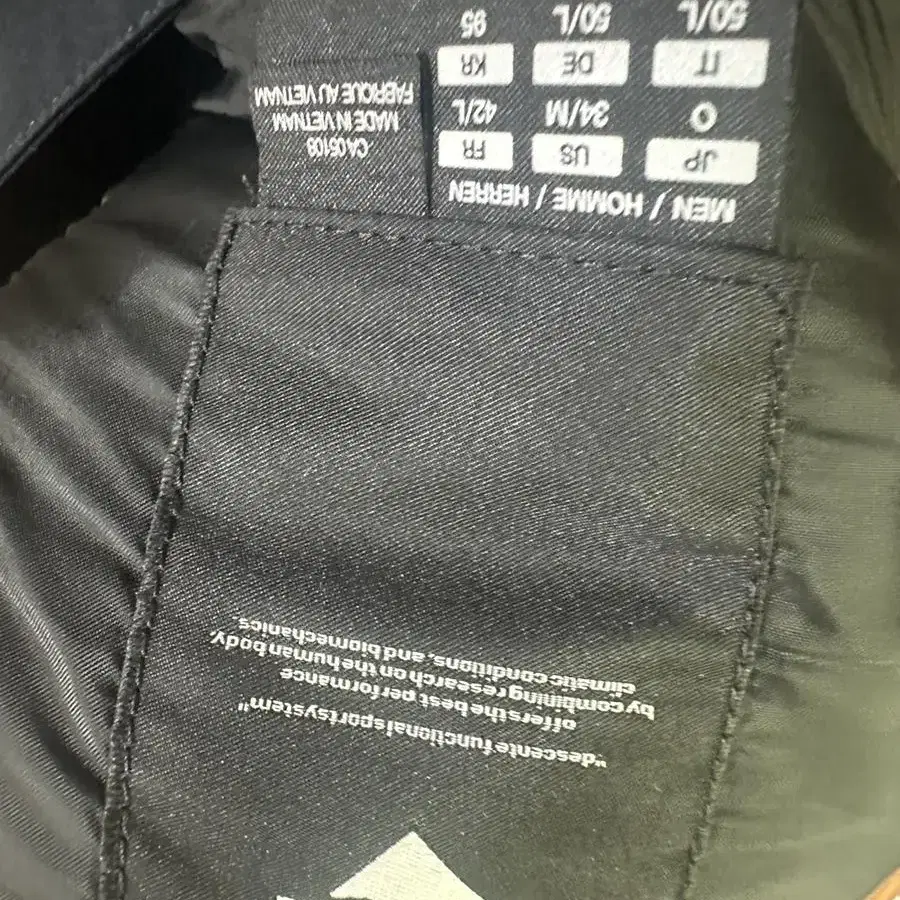 "descente functional sportsystem"
offers the best performance
by combining research on the human body,
climatic conditions, and biomechanics.
MEN / HOMME / HERREN
JP US FR
O 34/M 42/L
IT DE KR
50/L 50/L 95
CA 05109
MADE IN VIETNAM
FABRIQUE AU VIETNAM